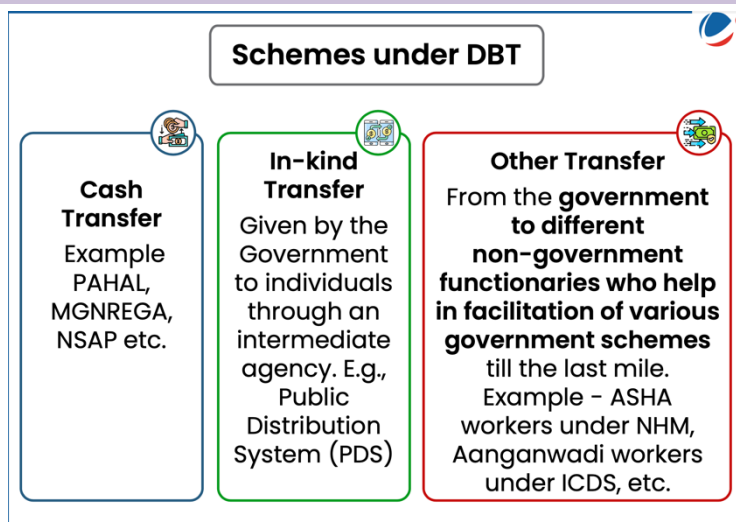 Schemes under DBT
Cash
Transfer
Example
PAHAL,
MGNREGA,
NSAP etc.
In-kind
Transfer
Given by the
Government
to individuals
through an
intermediate
agency. E.g.,
Public
Distribution
System (PDS)
Other Transfer
From the government
to different
non-government
functionaries who help
in facilitation of various
government schemes
till the last mile.
Example - ASHA
workers under NHM,
Aanganwadi workers
under ICDS, etc.